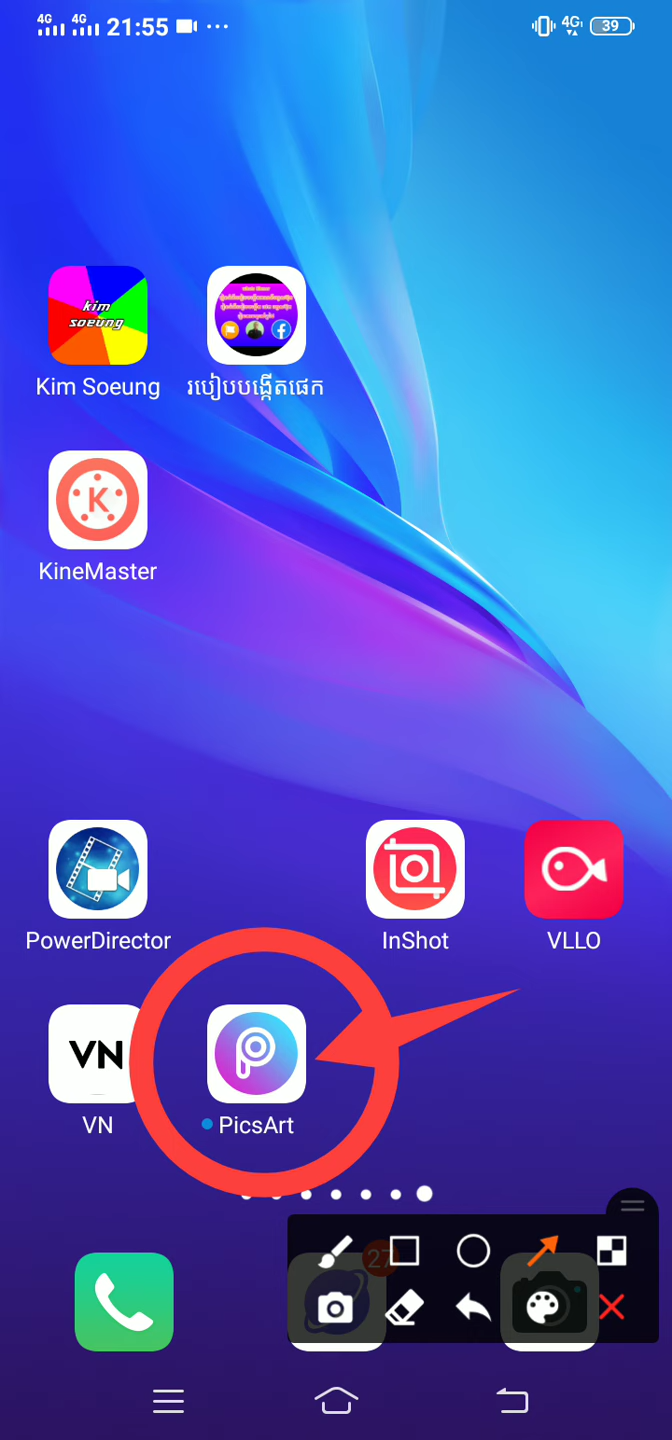 4G 4G 21:55 ... 4G 39
kim
soeung
Kim Soeung
របៀបបង្កើតផេក
K
KineMaster
PowerDirector
InShot
VLLO
VN
VN
PicsArt
27